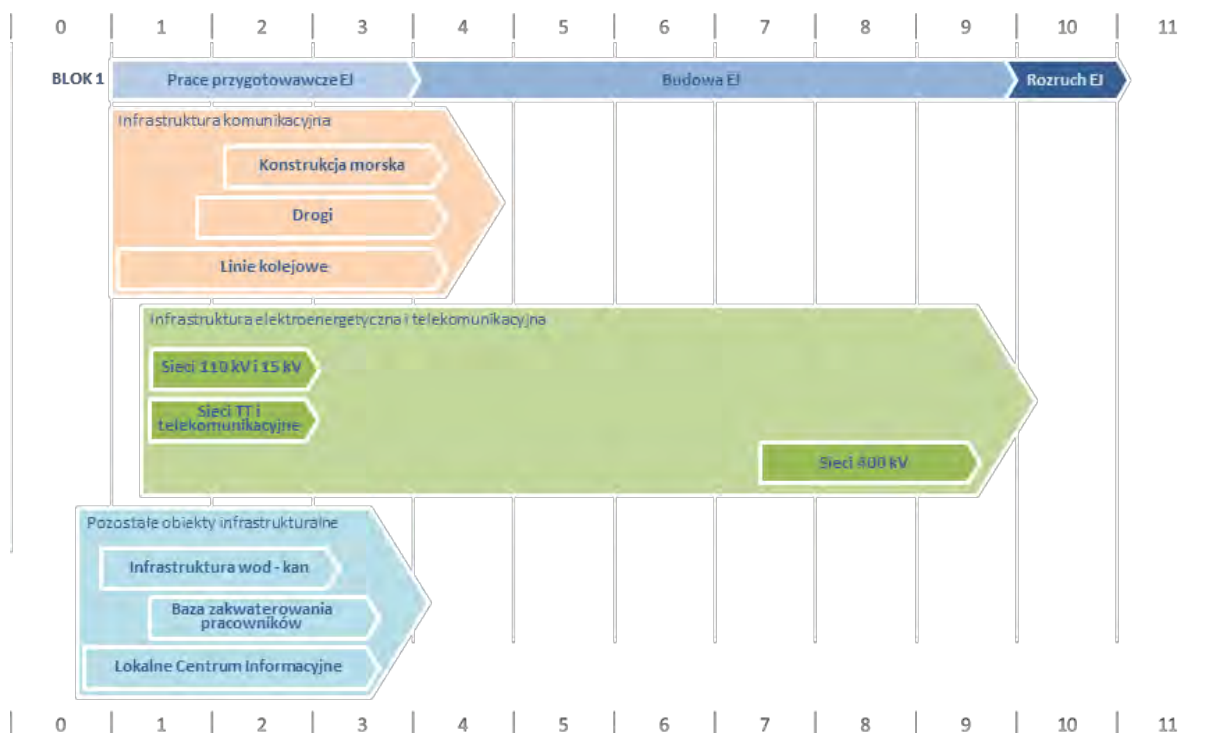 0 1 2 3 4 5 6 7 8 9 10 11
BLOK 1 Prace przygotowawcze EJ Budowa EJ Rozruch EJ
Infrastruktura komunikacyjna
Konstrukcja morska
Drogi
Linie kolejowe
Infrastruktura elektroenergetyczna i telekomunikacyjna
Sieci 110 kV i 15 kV
Sieci TT i
telekomunikacyjne
Sieci 400 kV
Pozostałe obiekty infrastrukturalne
Infrastruktura wod - kan
Baza zakwaterowania
pracowników
Lokalne Centrum Informacyjne
0 1 2 3 4 5 6 7 8 9 10 11